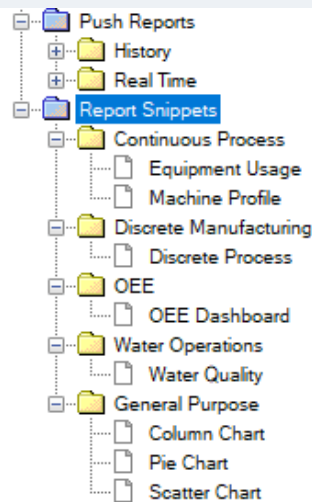 Push Reports
History
Real Time
Report Snippets
Continuous Process
Equipment Usage
Machine Profile
Discrete Manufacturing
Discrete Process
OEE
OEE Dashboard
Water Operations
Water Quality
General Purpose
Column Chart
Pie Chart
Scatter Chart